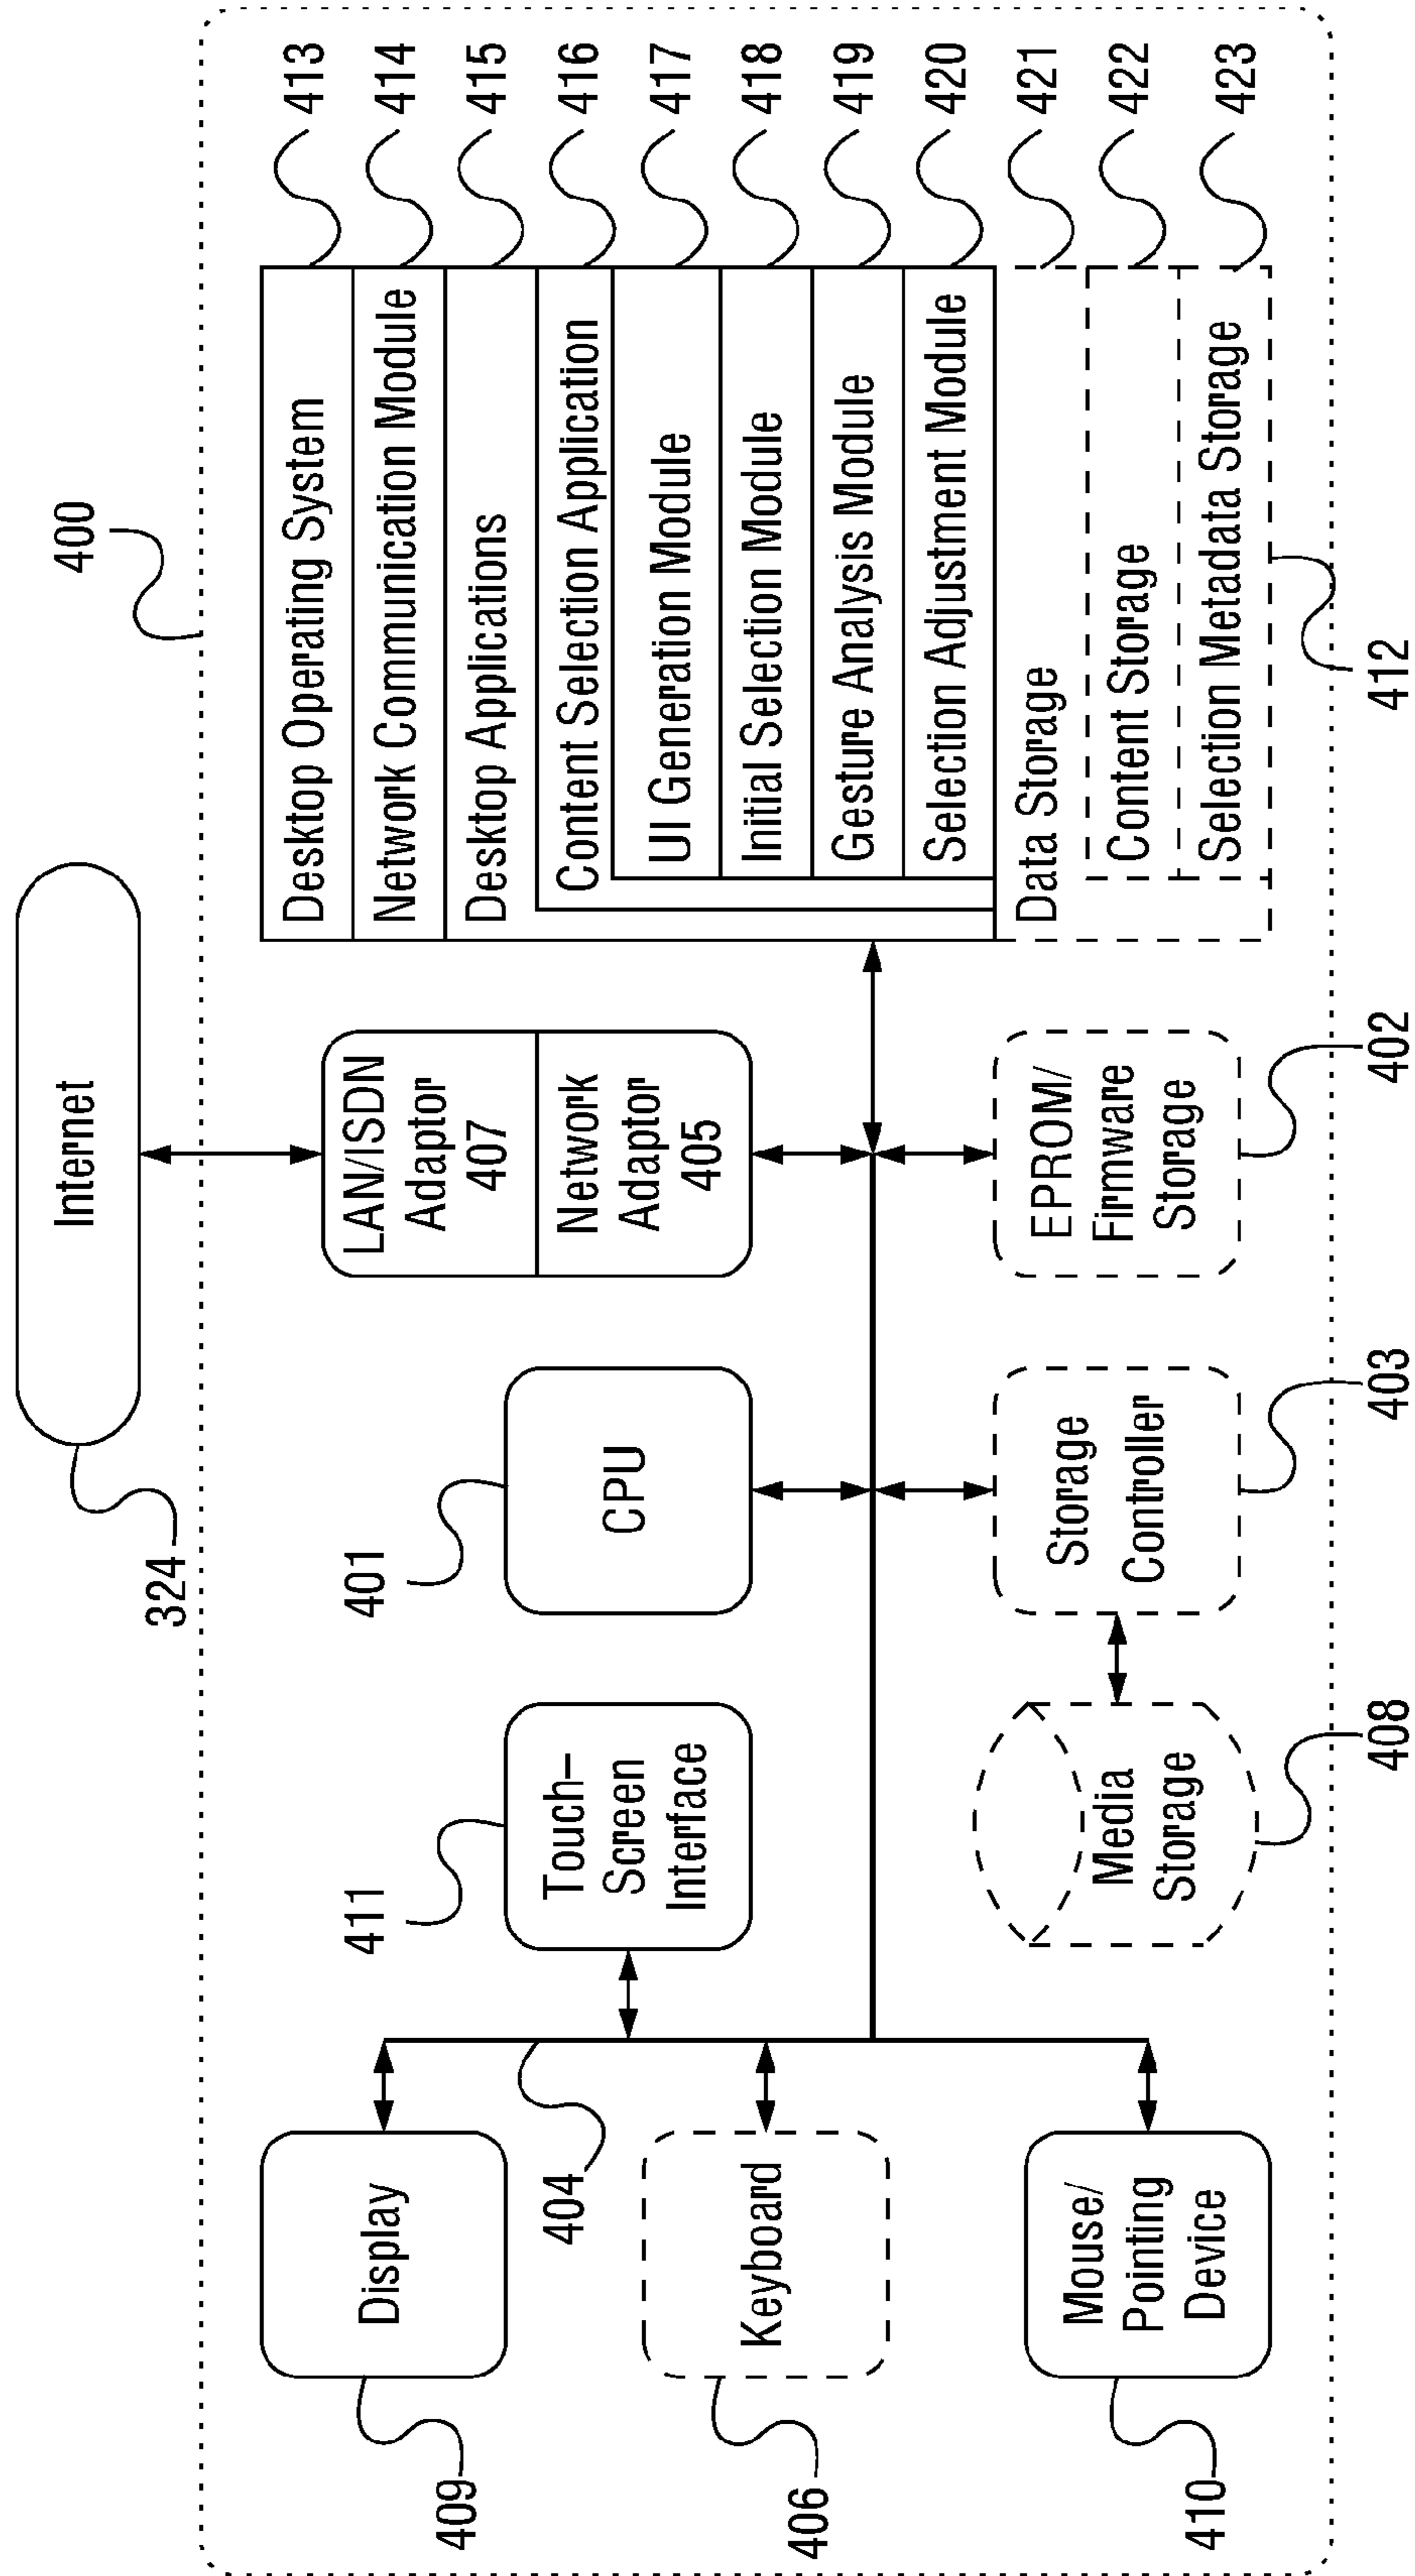 400
Internet
324
Desktop Operating System
413
Network Communication Module
414
Desktop Applications
415
Content Selection Application
416
UI Generation Module
417
Initial Selection Module
418
Gesture Analysis Module
419
Selection Adjustment Module
420
Data Storage
421
Content Storage
422
Selection Metadata Storage
423
412
LAN/ISDN
Adaptor
407
Network
Adaptor
405
401
CPU
411
Touch–
Screen
Interface
EPROM/
Firmware
Storage
402
Storage
Controller
403
Media
Storage
408
404
Display
409
Keyboard
406
Mouse/
Pointing
Device
410